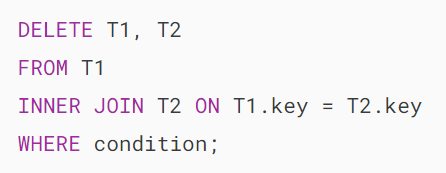 DELETE T1, T2
FROM T1
INNER JOIN T2 ON T1.key = T2.key
WHERE condition;